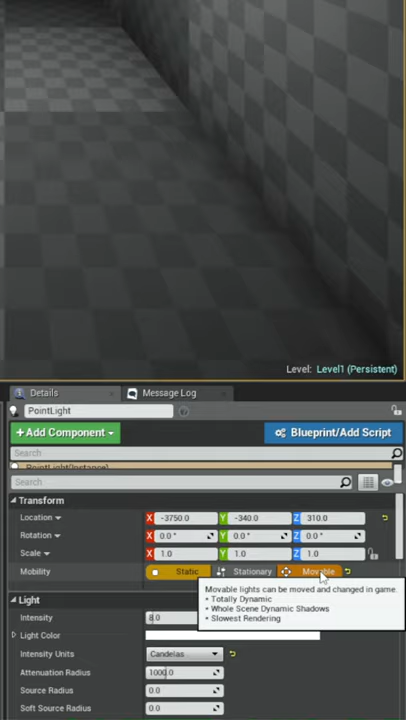 Level: Level1 (Persistent)
Details
Message Log
PointLight
+Add Component
Blueprint/Add Script
Search
PointLight(Instance)
Search
Transform
Location X -3750.0 Y -340.0 Z 310.0
Rotation X 0.0° Y 0.0° Z 0.0°
Scale X 1.0 Y 1.0 Z 1.0
Mobility Static Stationary Movable
Movable lights can be moved and changed in game.
• Totally Dynamic
• Whole Scene Dynamic Shadows
• Slowest Rendering
Light
Intensity 8.0
Light Color
Intensity Units Candelas
Attenuation Radius 1000.0
Source Radius 0.0
Soft Source Radius 0.0